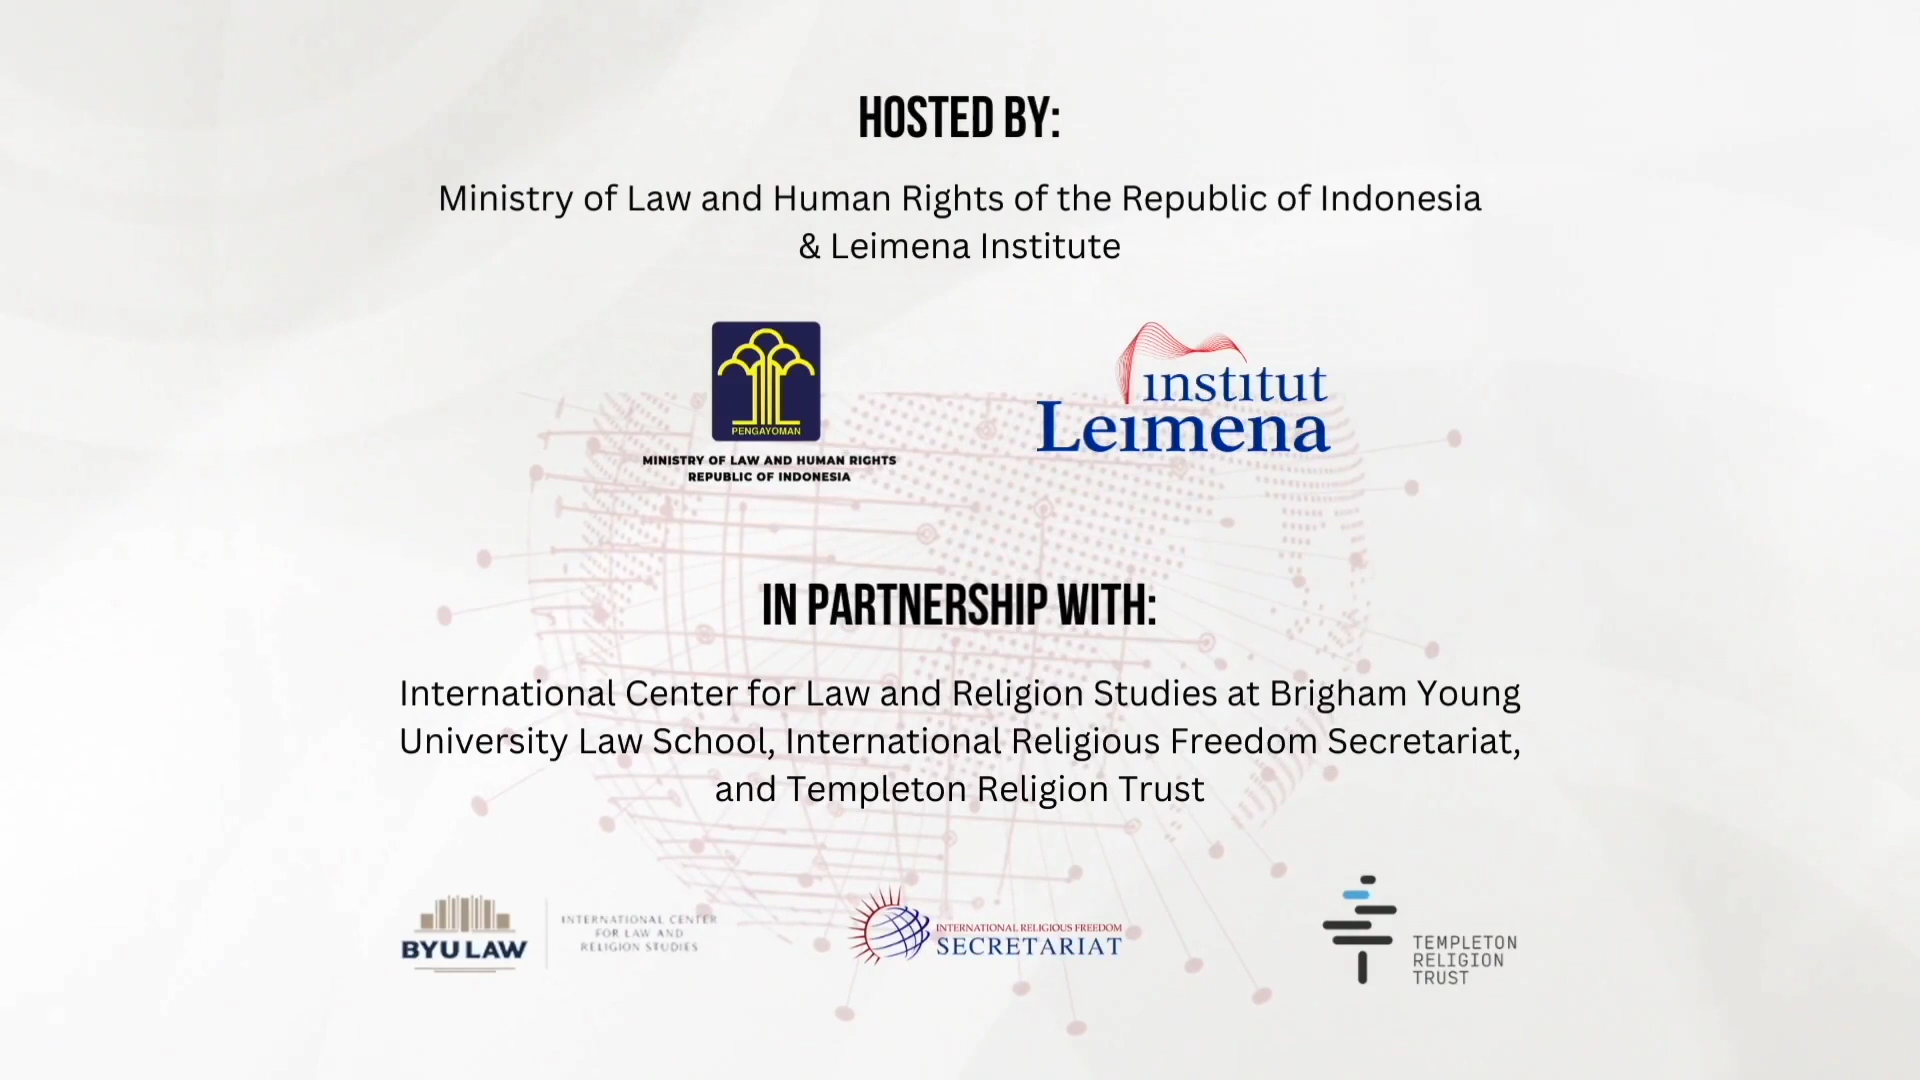 HOSTED BY:
Ministry of Law and Human Rights of the Republic of Indonesia
& Leimena Institute
PENGAYOMAN
MINISTRY OF LAW AND HUMAN RIGHTS
REPUBLIC OF INDONESIA
institut
Leimena
IN PARTNERSHIP WITH:
International Center for Law and Religion Studies at Brigham Young
University Law School, International Religious Freedom Secretariat,
and Templeton Religion Trust
BYU LAW
INTERNATIONAL CENTER
FOR LAW AND
RELIGION STUDIES
INTERNATIONAL RELIGIOUS FREEDOM
SECRETARIAT
TEMPLETON
RELIGION
TRUST